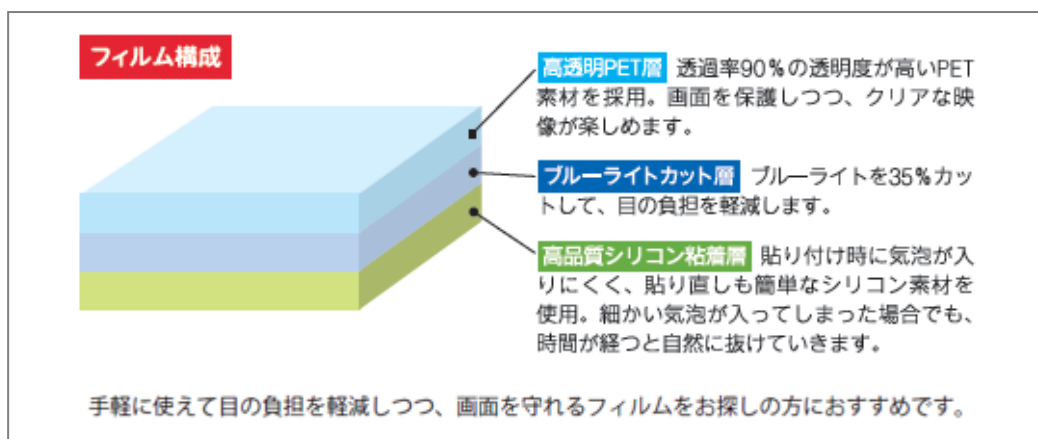 フィルム構成
高透明PET層 透過率90％の透明度が高いPET
素材を採用。画面を保護しつつ、クリアな映
像が楽しめます。
ブルーライトカット層 ブルーライトを35％カッ
トして、目の負担を軽減します。
高品質シリコン粘着層 貼り付け時に気泡が入
りにくく、貼り直しも簡単なシリコン素材を
使用。細かい気泡が入ってしまった場合でも、
時間が経つと自然に抜けていきます。
手軽に使えて目の負担を軽減しつつ、画面を守れるフィルムをお探しの方におすすめです。